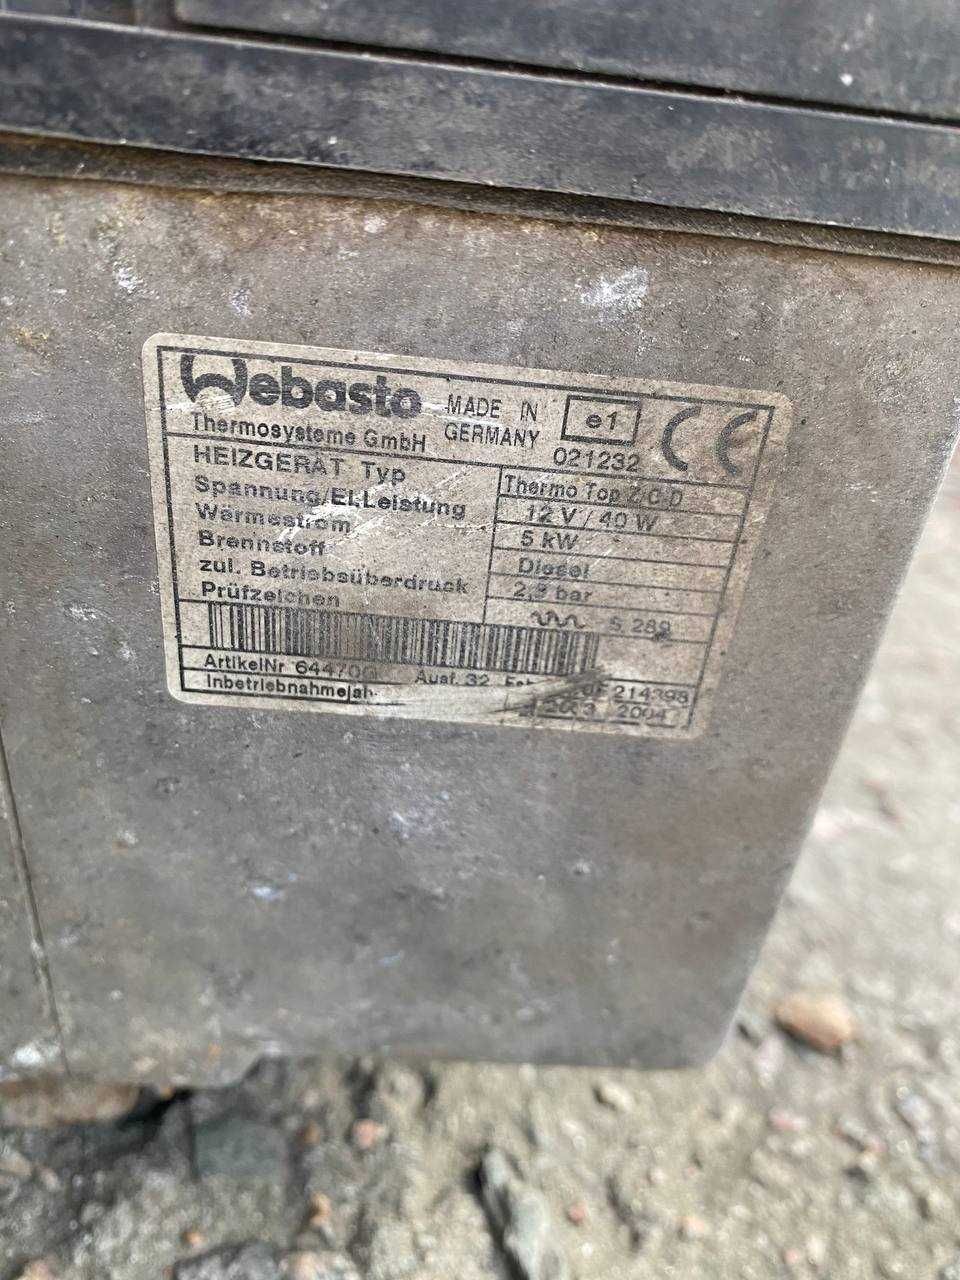 Webasto
Thermosysteme GmbH
MADE IN
GERMANY
e1
021232
CE
HEIZGERÄT Typ
Thermo Top Z/C-D
Spannung/El.Leistung
12 V / 40 W
Wärmestrom
5 kW
Brennstoff
Diesel
zul. Betriebsüberdruck
bar
Prüfzeichen
S 289
ArtikelNr Ausf. 32 214398
Inbetriebnahmejahr
2003 2004